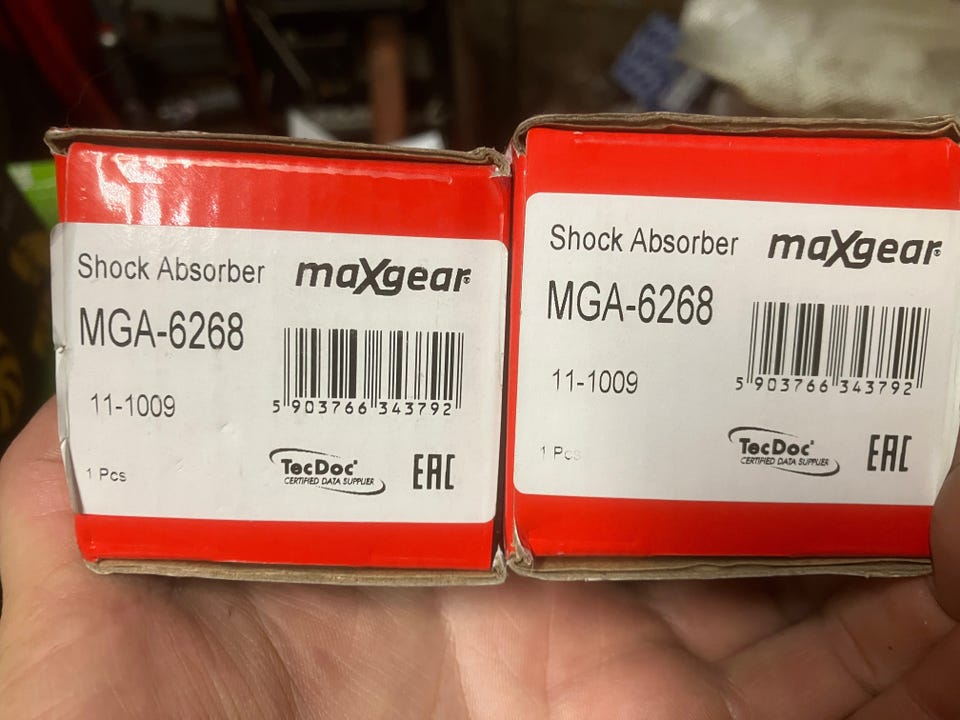 Shock Absorber maXgear®
MGA-6268
5 903766 343792
11-1009
TecDoc®
CERTIFIED DATA SUPPLIER
EAC
1 Pcs
Shock Absorber maXgear®
MGA-6268
5 903766 343792
11-1009
TecDoc®
CERTIFIED DATA SUPPLIER
EAC
1 Pcs